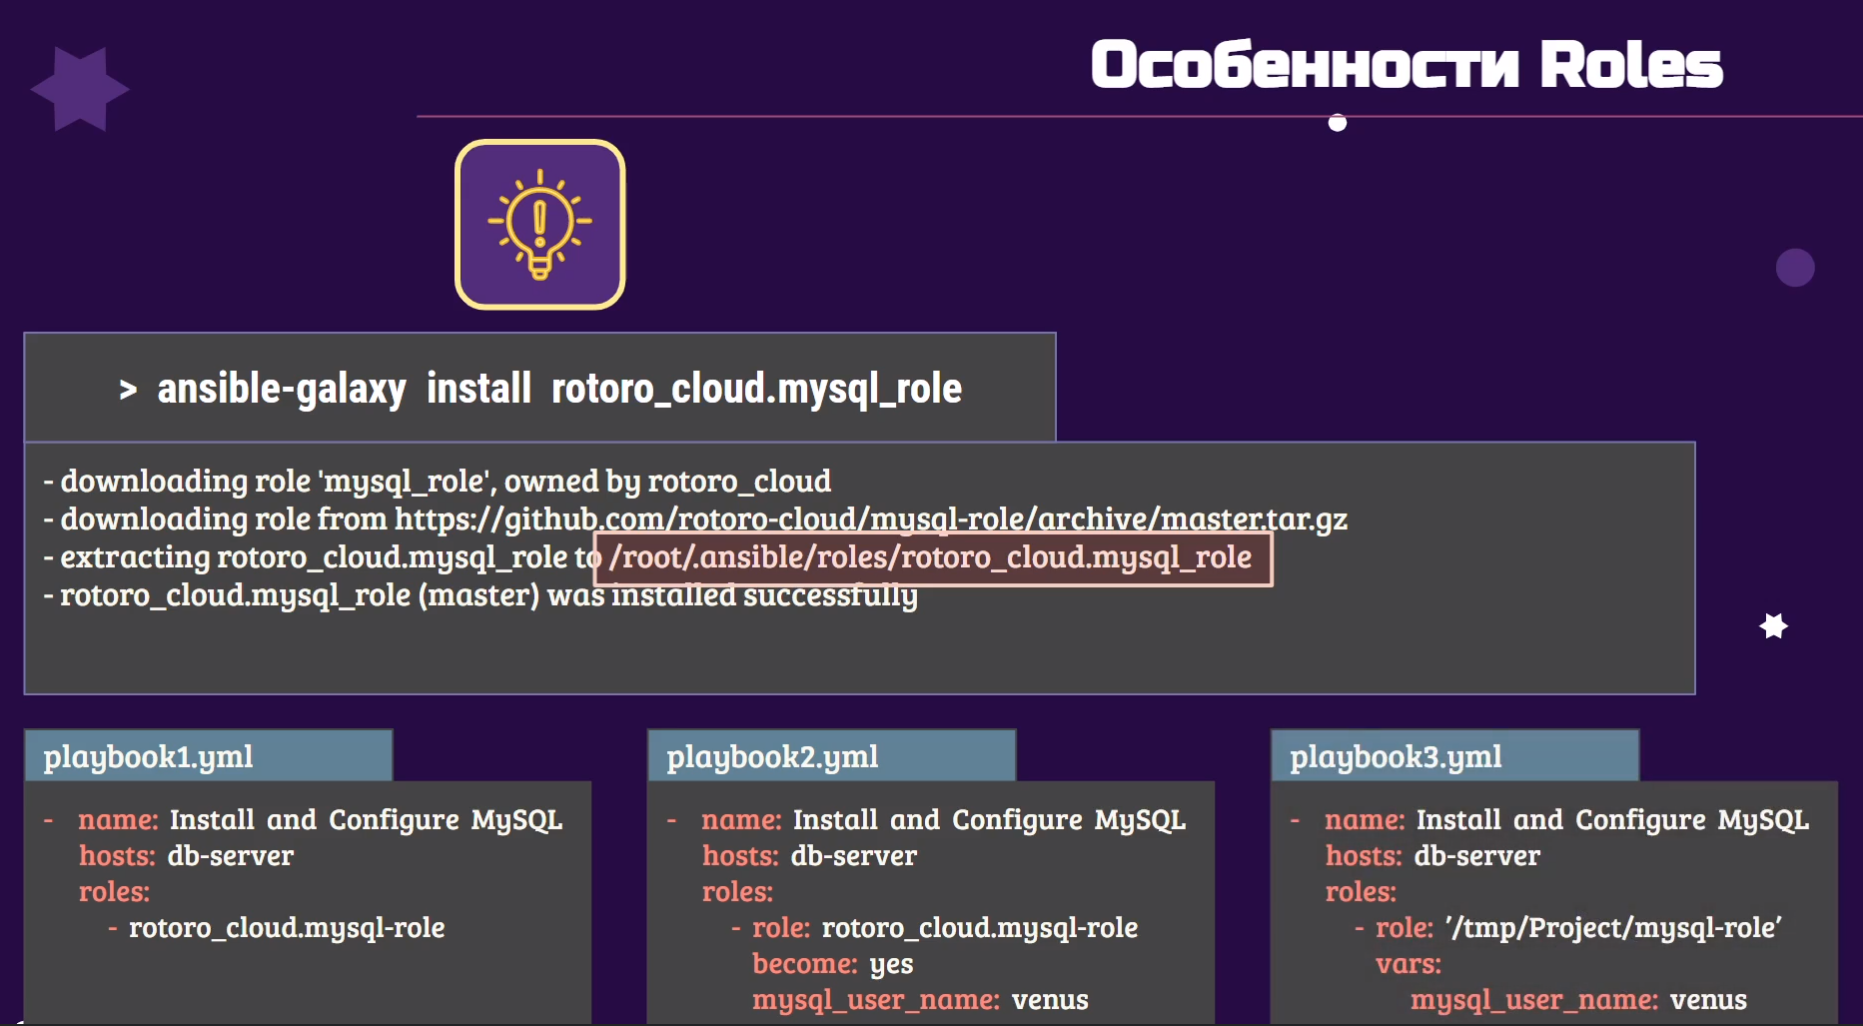 Особенности Roles
> ansible-galaxy install rotoro_cloud.mysql_role
- downloading role 'mysql_role', owned by rotoro_cloud
- downloading role from https://github.com/rotoro-cloud/mysql-role/archive/master.tar.gz
- extracting rotoro_cloud.mysql_role to /root/.ansible/roles/rotoro_cloud.mysql_role
- rotoro_cloud.mysql_role (master) was installed successfully
playbook1.yml
- name: Install and Configure MySQL
hosts: db-server
roles:
- rotoro_cloud.mysql-role
playbook2.yml
- name: Install and Configure MySQL
hosts: db-server
roles:
- role: rotoro_cloud.mysql-role
become: yes
mysql_user_name: venus
playbook3.yml
- name: Install and Configure MySQL
hosts: db-server
roles:
- role: '/tmp/Project/mysql-role'
vars:
mysql_user_name: venus